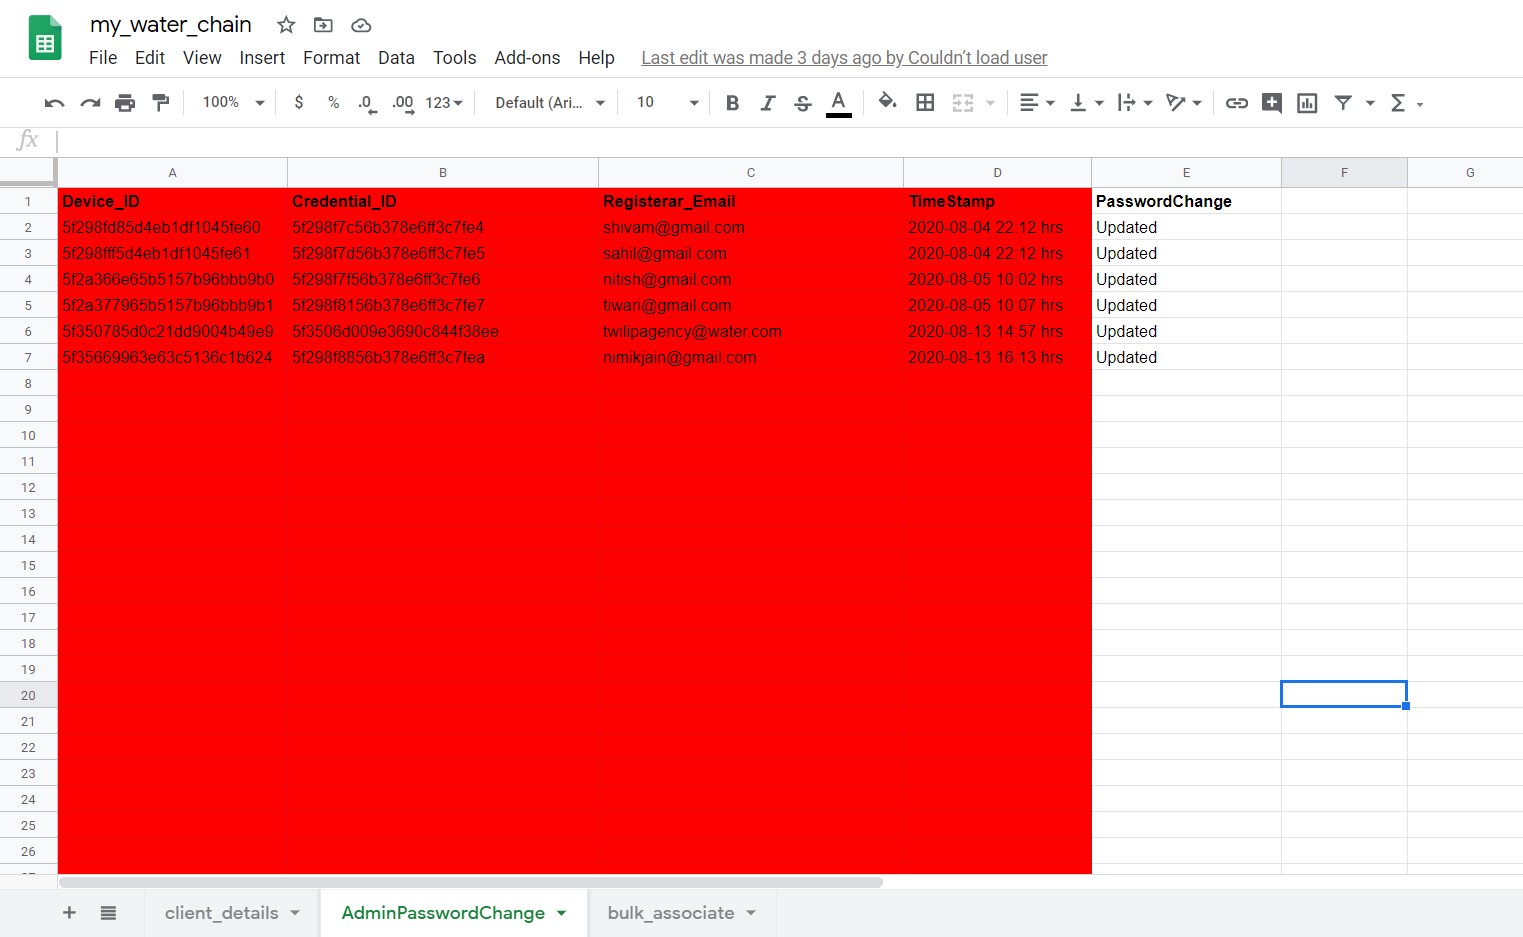 my_water_chain
File Edit View Insert Format Data Tools Add-ons Help Last edit was made 3 days ago by Couldn't load user
100% $ % .0 .00 123 Default (Ari... 10 B I S A Σ
fx
A B C D E F G
1 Device_ID Credential_ID Registerar_Email TimeStamp PasswordChange
2 5f298fd85d4eb1df1045fe60 5f298f7c56b378e6ff3c7fe4 shivam@gmail.com 2020-08-04 22:12 hrs Updated
3 5f298fff5d4eb1df1045fe61 5f298f7d56b378e6ff3c7fe5 sahil@gmail.com 2020-08-04 22:12 hrs Updated
4 5f2a366e65b5157b96bbb9b0 5f298f7f56b378e6ff3c7fe6 nitish@gmail.com 2020-08-05 10:02 hrs Updated
5 5f2a377965b5157b96bbb9b1 5f298f8156b378e6ff3c7fe7 tiwari@gmail.com 2020-08-05 10:07 hrs Updated
6 5f350785d0c21dd9004b49e9 5f3506d009e3690c844f38ee twilipagency@water.com 2020-08-13 14:57 hrs Updated
7 5f35669963e63c5136c1b624 5f298f8856b378e6ff3c7fea nimikjain@gmail.com 2020-08-13 16:13 hrs Updated
8
9
10
11
12
13
14
15
16
17
18
19
20
21
22
23
24
25
26
+ client_details AdminPasswordChange bulk_associate